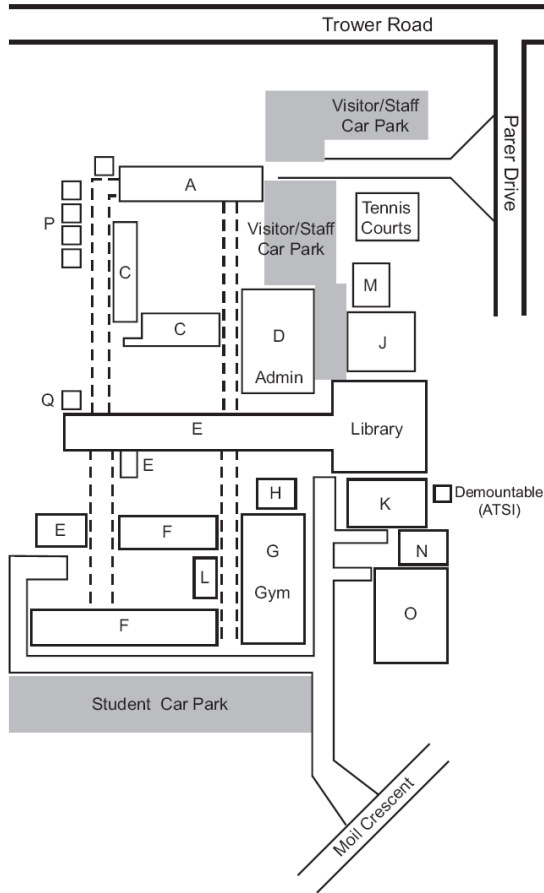 Trower Road
Visitor/Staff
Car Park
Parer Drive
A
P
C
Visitor/Staff
Car Park
Tennis
Courts
M
C
D
Admin
J
Q
E
Library
E
H
K
Demountable
(ATSI)
E
F
G
Gym
N
L
O
F
Student Car Park
Moil Crescent